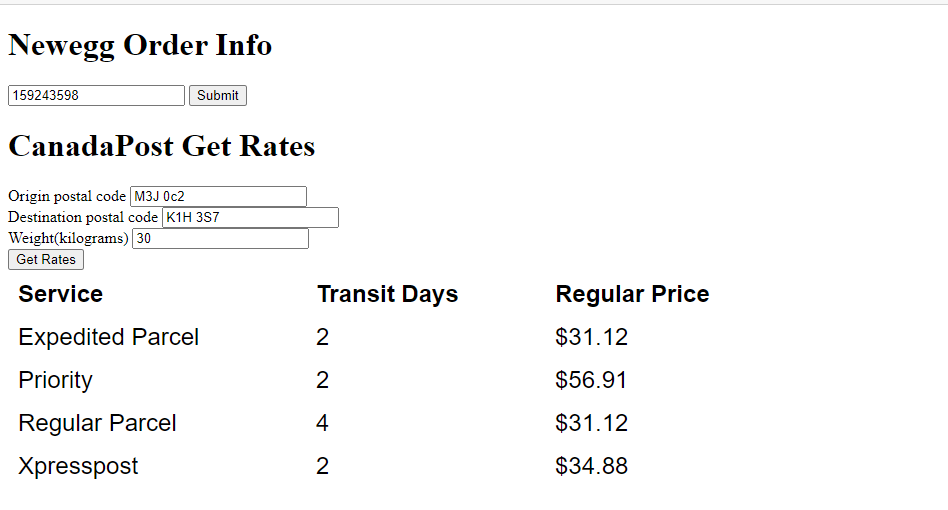 Newegg Order Info
159243598 Submit
CanadaPost Get Rates
Origin postal code M3J 0c2
Destination postal code K1H 3S7
Weight(kilograms) 30
Get Rates
Service Transit Days Regular Price
Expedited Parcel 2 $31.12
Priority 2 $56.91
Regular Parcel 4 $31.12
Xpresspost 2 $34.88